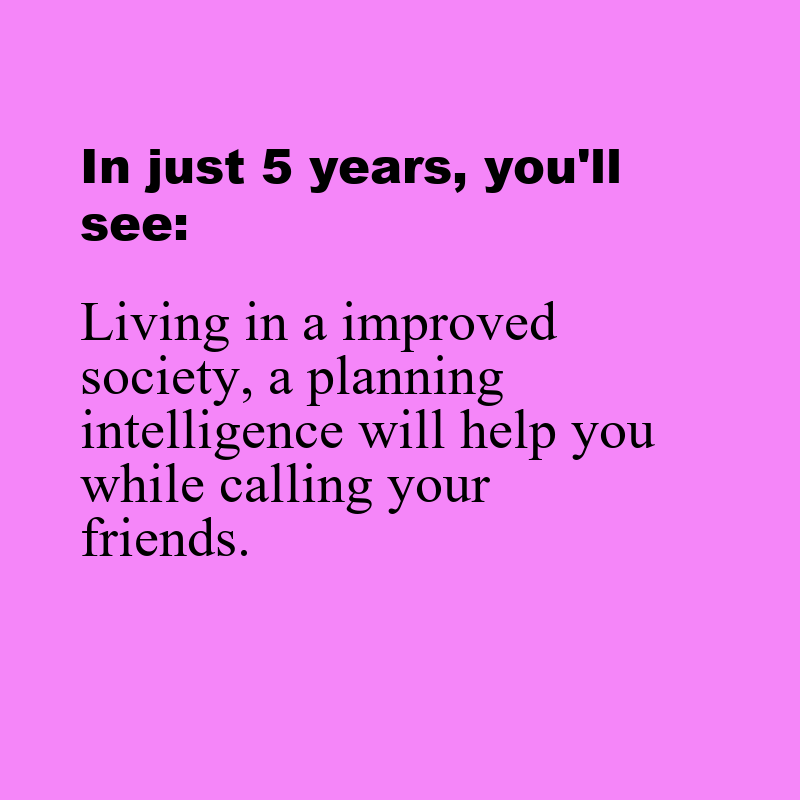 In just 5 years, you'll
see:
Living in a improved
society, a planning
intelligence will help you
while calling your
friends.